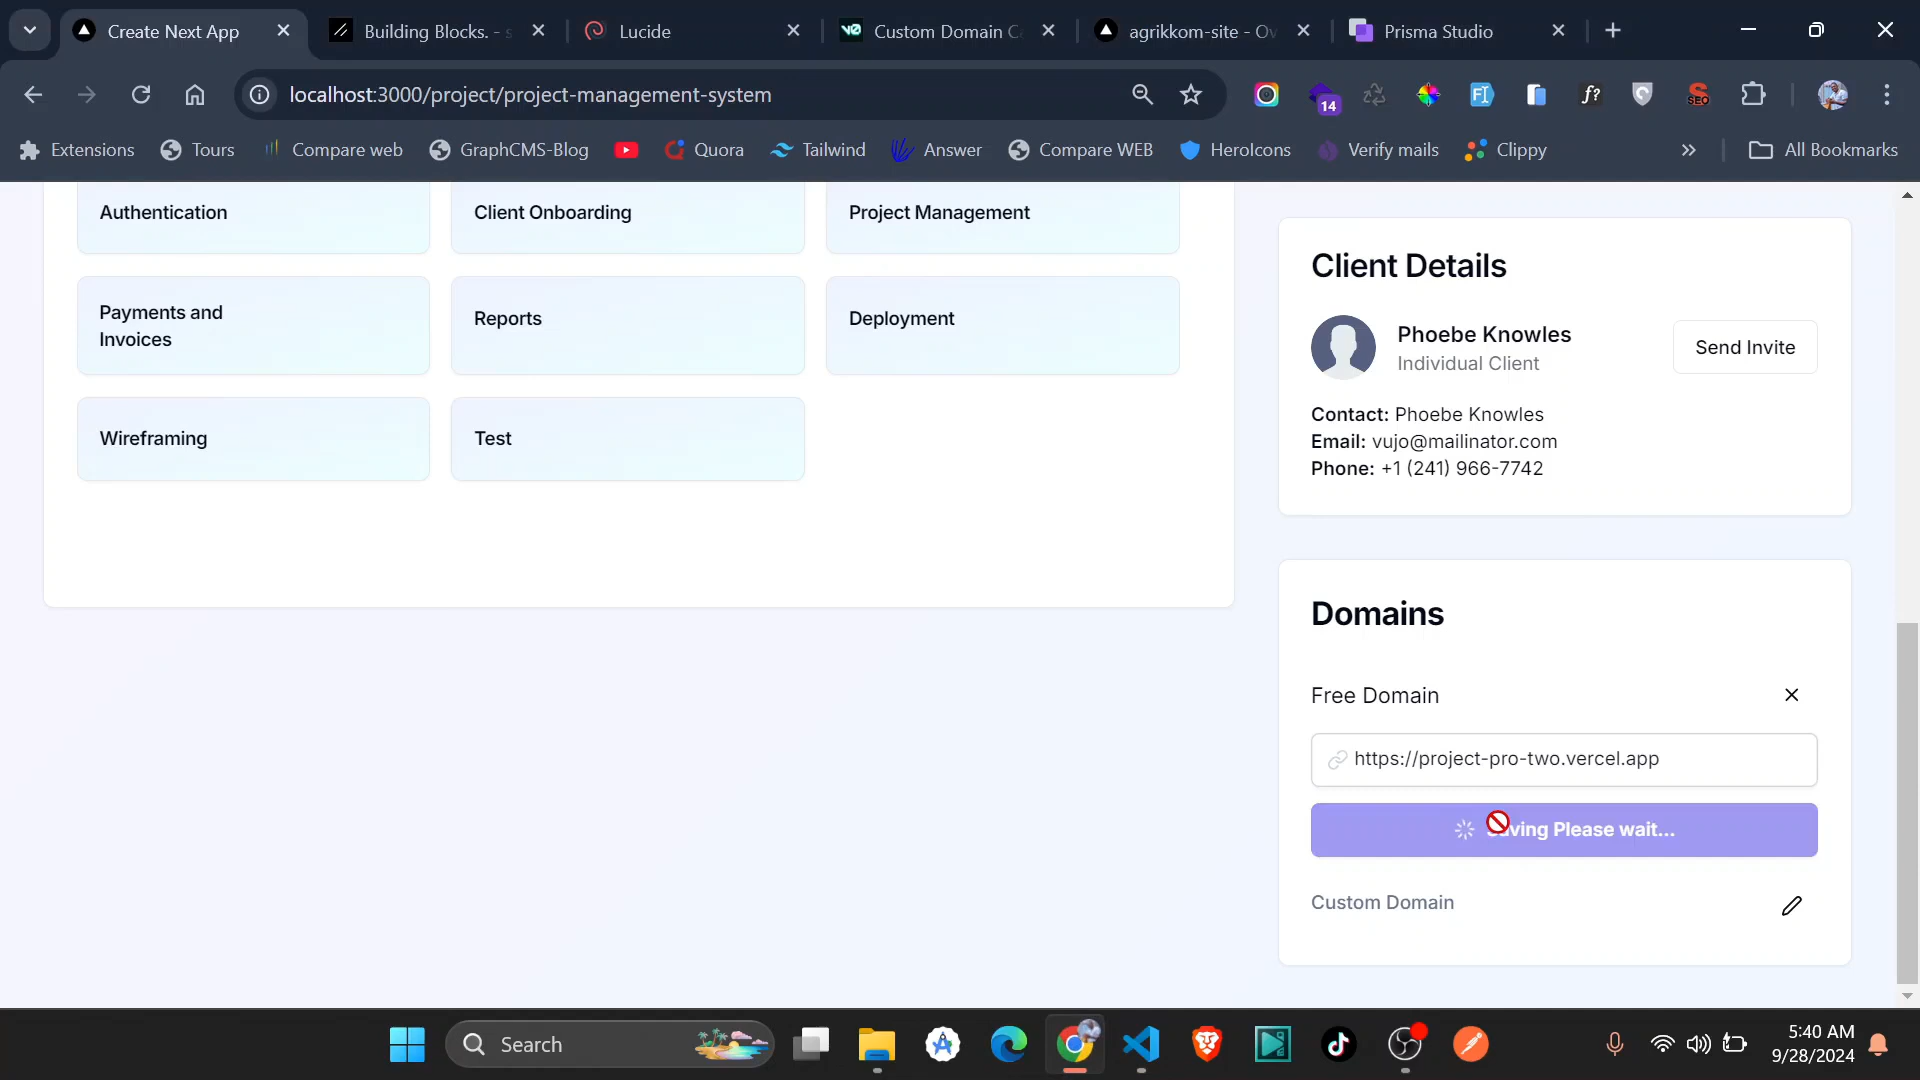 Create Next App
Building Blocks. - s
Lucide
Custom Domain Ca
agrikkom-site - Ov
Prisma Studio
localhost:3000/project/project-management-system
14
f?
SEO
Extensions
Tours
Compare web
GraphCMS-Blog
Quora
Tailwind
Answer
Compare WEB
HeroIcons
Verify mails
Clippy
All Bookmarks
Authentication
Client Onboarding
Project Management
Payments and
Invoices
Reports
Deployment
Wireframing
Test
Client Details
Phoebe Knowles
Individual Client
Send Invite
Contact: Phoebe Knowles
Email: vujo@mailinator.com
Phone: +1 (241) 966-7742
Domains
Free Domain
https://project-pro-two.vercel.app
Please wait...
Custom Domain
Search
5:40 AM
9/28/2024